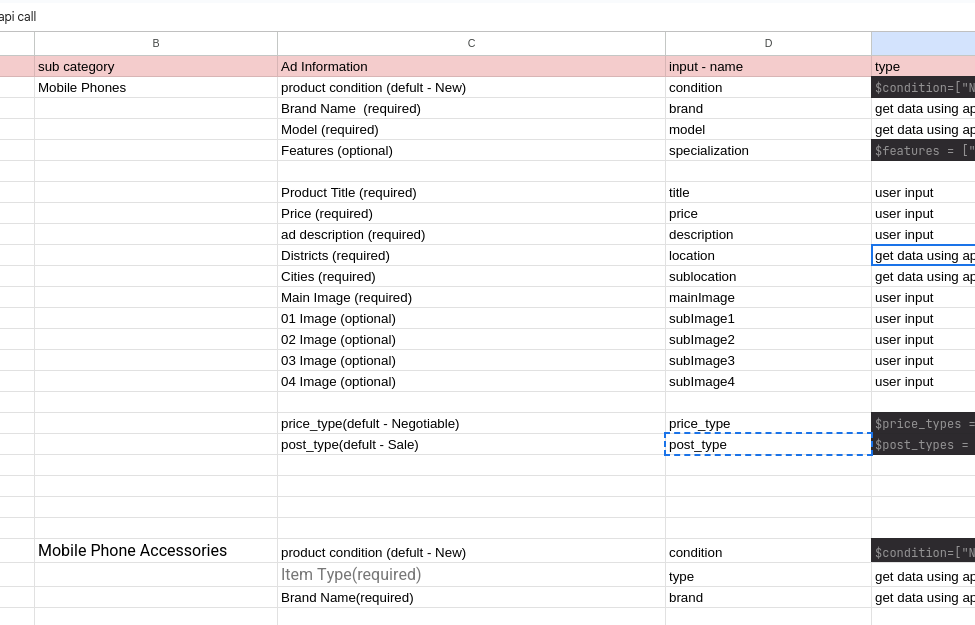 api call
B C D
sub category Ad Information input - name type
Mobile Phones product condition (defult - New) condition $condition=["N
Brand Name  (required) brand get data using ap
Model (required) model get data using ap
Features (optional) specialization $features = ["
Product Title (required) title user input
Price (required) price user input
ad description (required) description user input
Districts (required) location get data using ap
Cities (required) sublocation get data using ap
Main Image (required) mainImage user input
01 Image (optional) subImage1 user input
02 Image (optional) subImage2 user input
03 Image (optional) subImage3 user input
04 Image (optional) subImage4 user input
price_type(defult - Negotiable) price_type $price_types =
post_type(defult - Sale) post_type $post_types =
Mobile Phone Accessories product condition (defult - New) condition $condition=["N
Item Type(required) type get data using ap
Brand Name(required) brand get data using ap